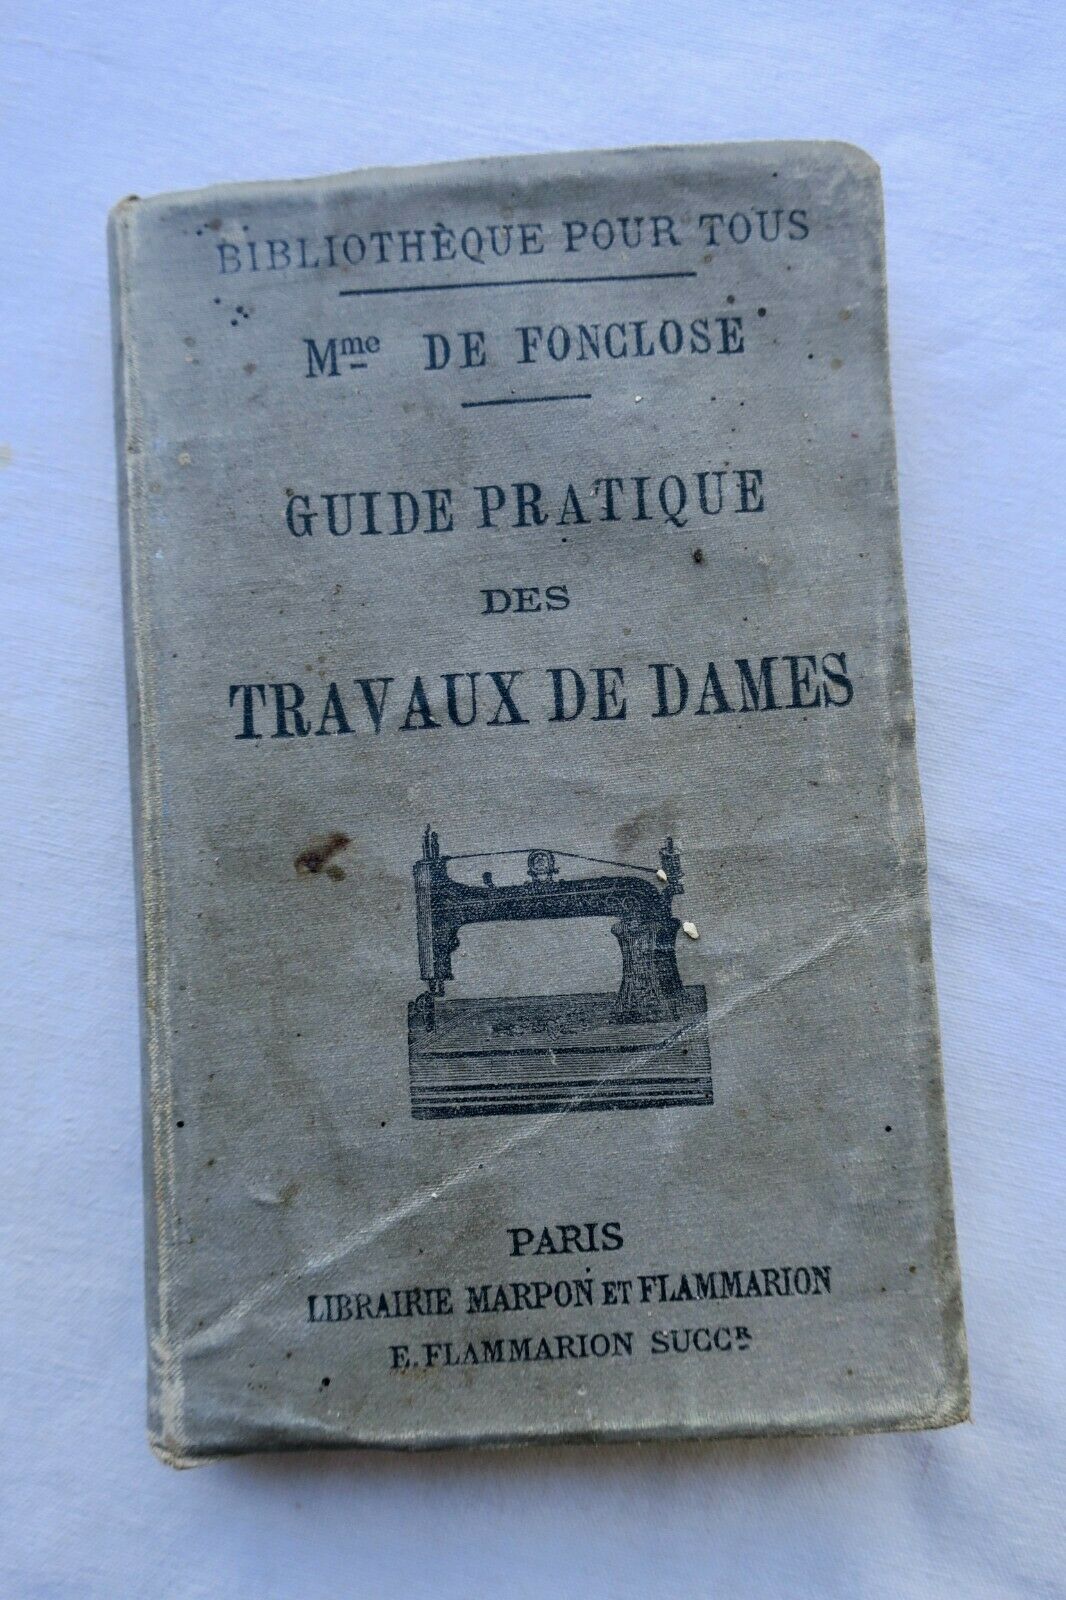 BIBLIOTHÈQUE POUR TOUS
Mme DE FONCLOSE
GUIDE PRATIQUE
DES
TRAVAUX DE DAMES
PARIS
LIBRAIRIE MARPON ET FLAMMARION
E. FLAMMARION SUCCR